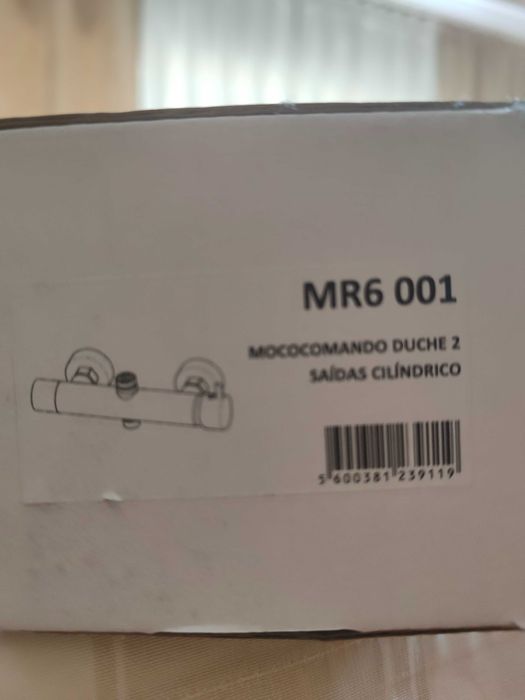 MR6 001
MOCOCOMANDO DUCHE 2
SAÍDAS CILÍNDRICO
5 600381 239119